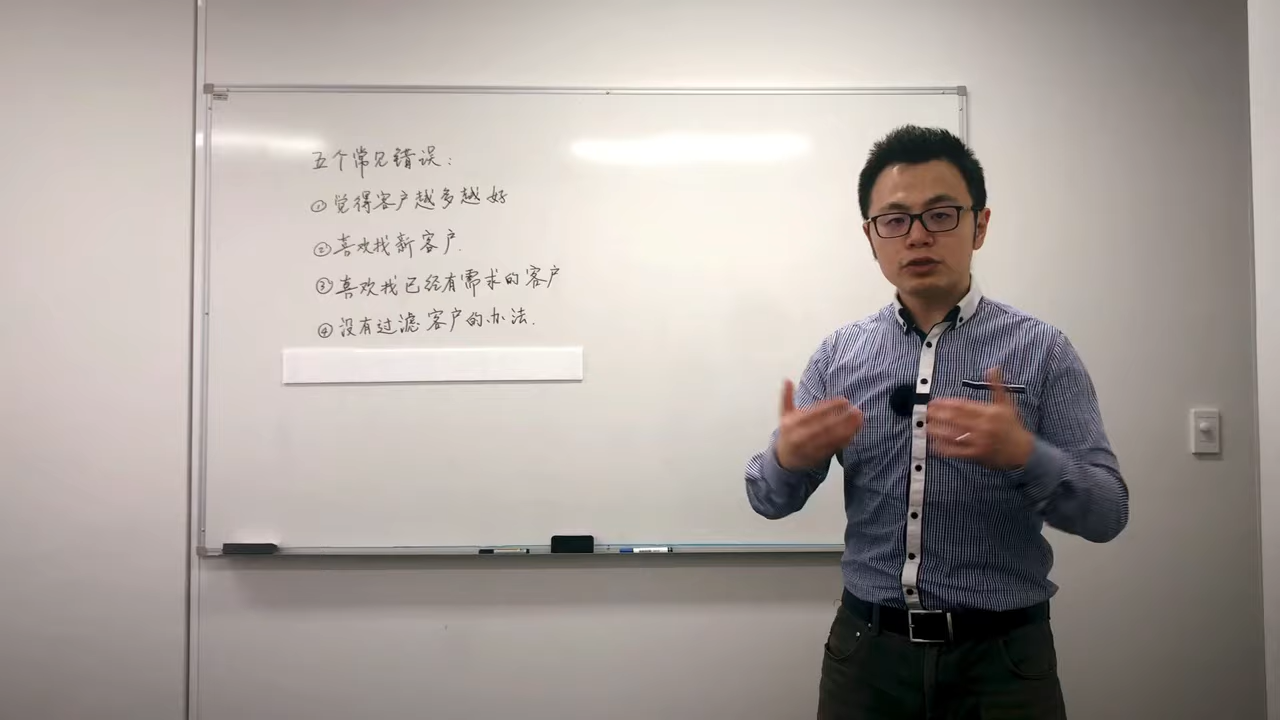 五个常见错误:
①觉得客户越多越好
②喜欢找新客户.
③喜欢找已经有需求的客户
④没有过滤客户的办法.